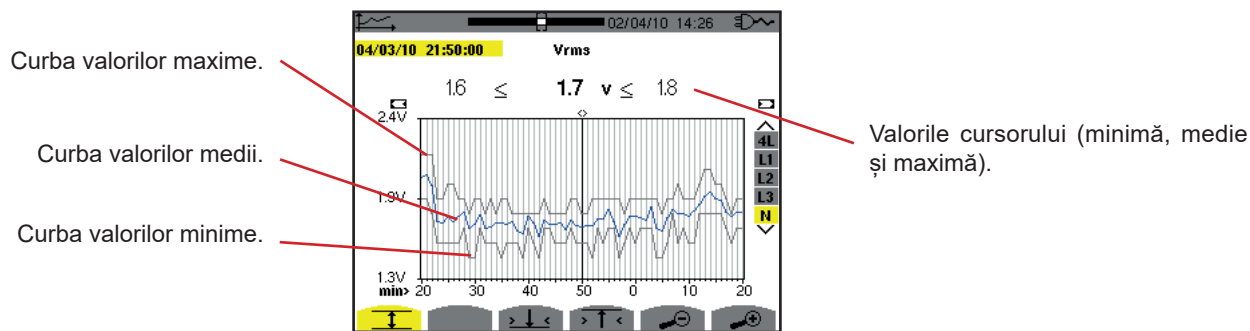 02/04/10 14:26
04/03/10 21:50:00 Vrms
1.6 ≤ 1.7 v ≤ 1.8
Curba valorilor maxime.
Curba valorilor medii.
Curba valorilor minime.
Valorile cursorului (minimă, medie
și maximă).
2.4V
1.9V
1.3V
4L
L1
L2
L3
N
min> 20 30 40 50 0 10 20
> <
> <